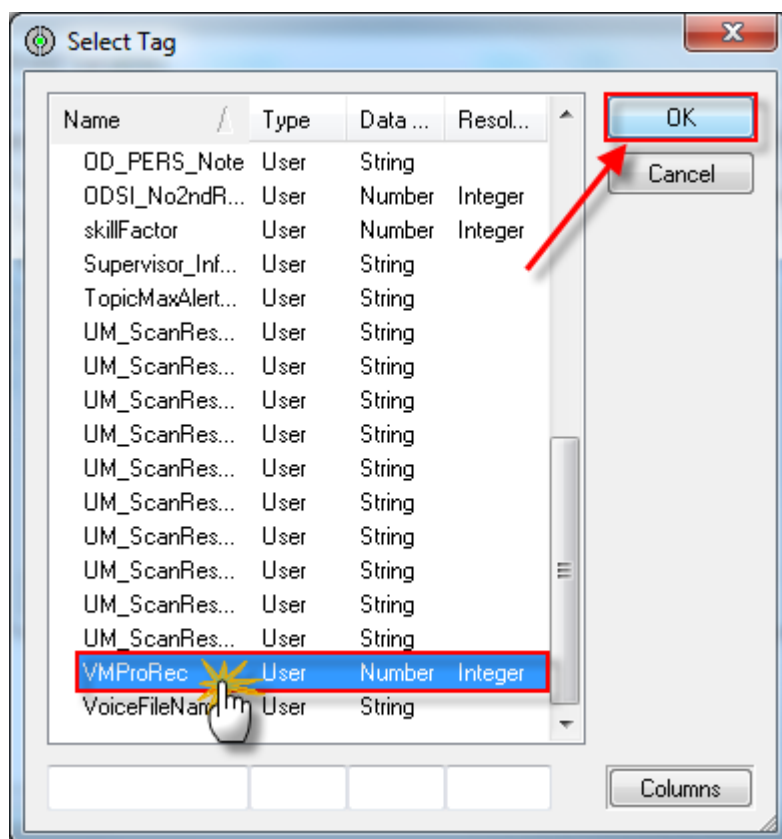 Select Tag
Name Type Data ... Resol... OK
Cancel
OD_PERS_Note User String
ODSI_No2ndR... User Number Integer
skillFactor User Number Integer
Supervisor_Inf... User String
TopicMaxAlert... User String
UM_ScanRes... User String
UM_ScanRes... User String
UM_ScanRes... User String
UM_ScanRes... User String
UM_ScanRes... User String
UM_ScanRes... User String
UM_ScanRes... User String
UM_ScanRes... User String
UM_ScanRes... User String
UM_ScanRes... User String
VMProRec User Number Integer
VoiceFileNam User String
Columns